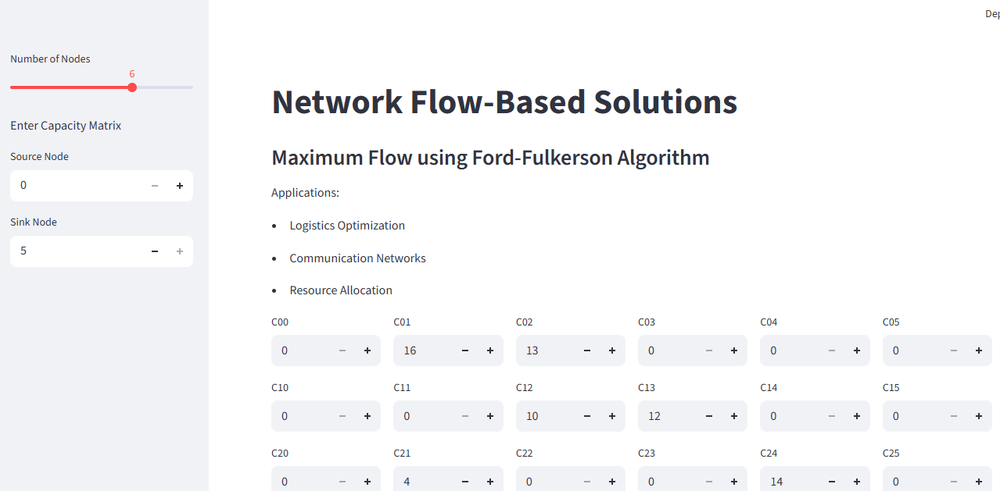 Dep
Number of Nodes
6
Enter Capacity Matrix
Source Node
0
Sink Node
5
Network Flow-Based Solutions
Maximum Flow using Ford-Fulkerson Algorithm
Applications:
• Logistics Optimization
• Communication Networks
• Resource Allocation
C00 C01 C02 C03 C04 C05
0 16 13 0 0 0
C10 C11 C12 C13 C14 C15
0 0 10 12 0 0
C20 C21 C22 C23 C24 C25
0 4 0 0 14 0